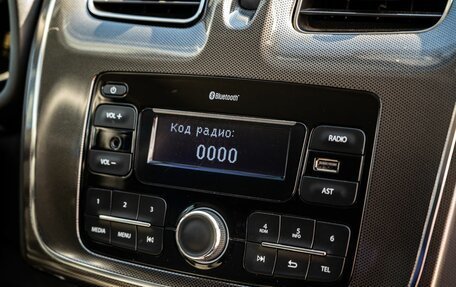 Bluetooth
VOL +
Код радио:
0000
RADIO
VOL −
AST
1 2 3
4 5 6
INFO
MEDIA MENU
TEL